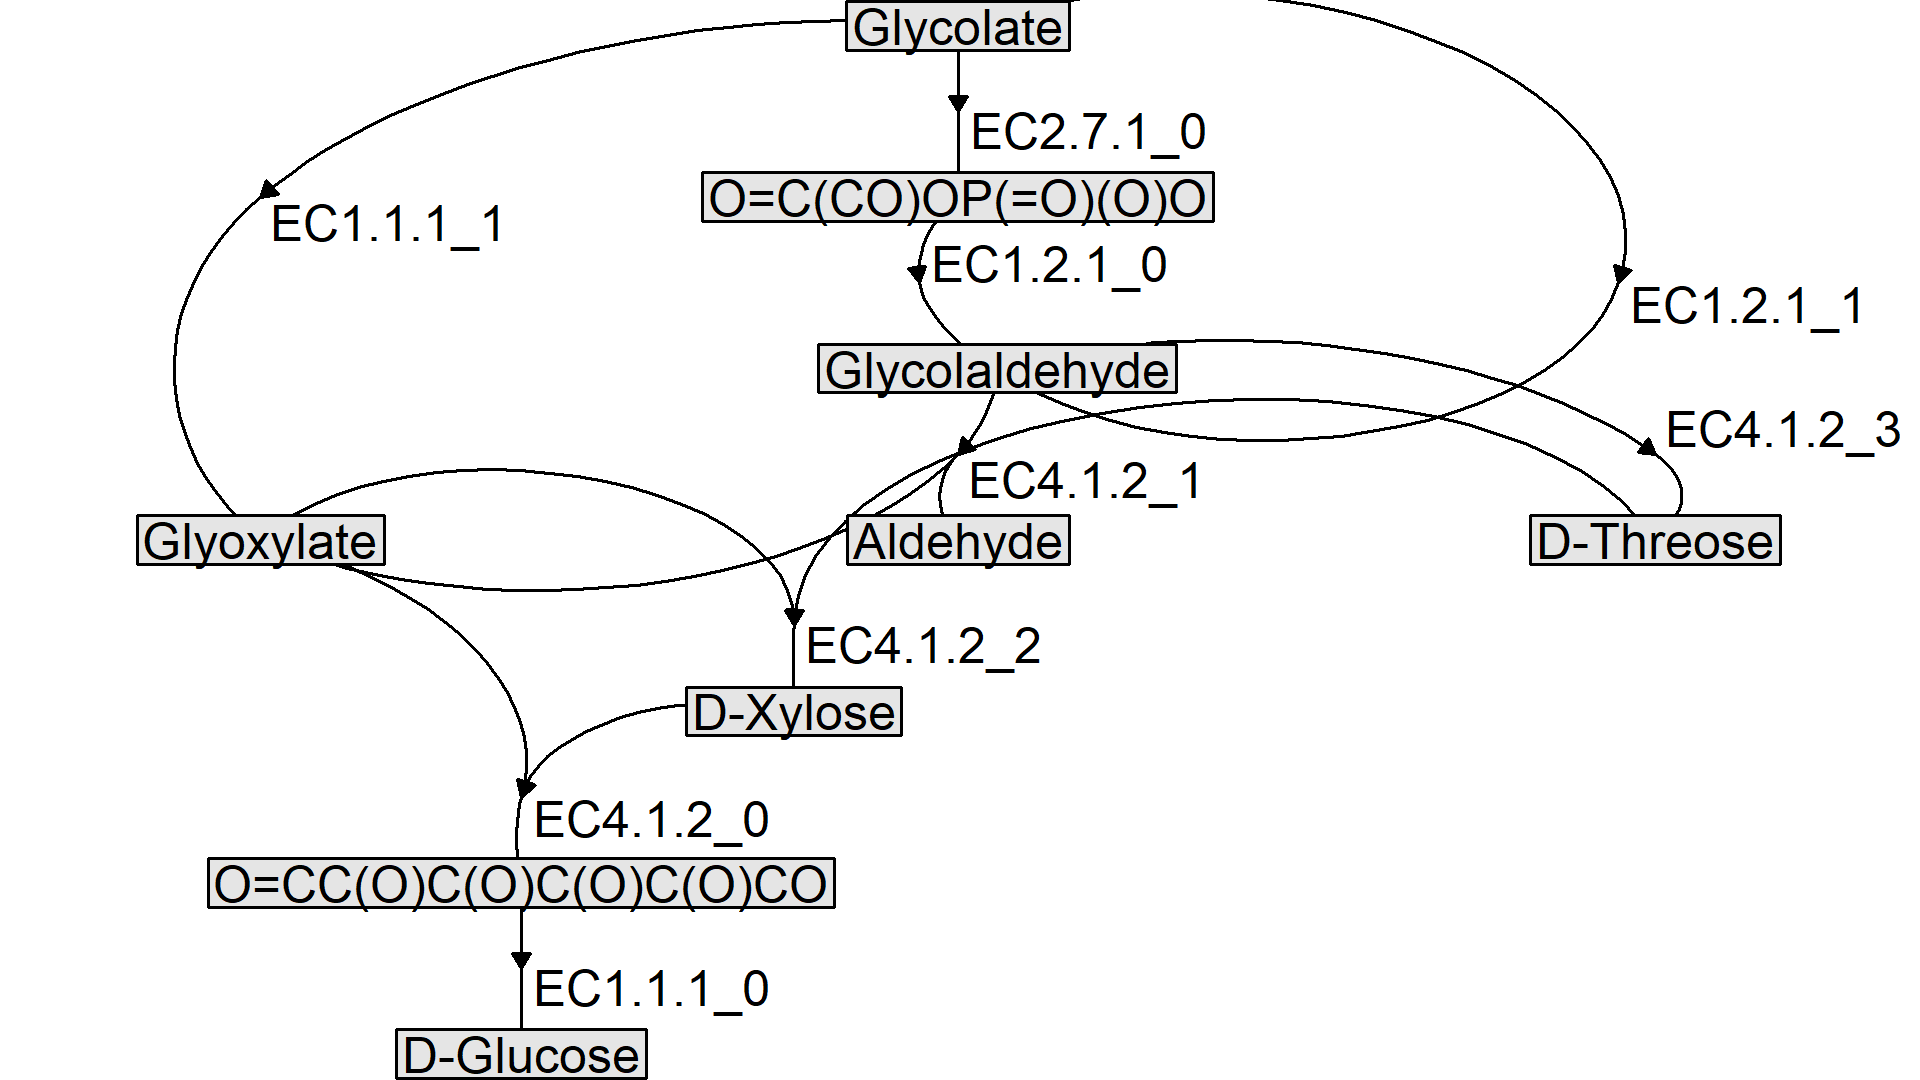 Glycolate
EC2.7.1_0
O=C(CO)OP(=O)(O)O
EC1.1.1_1
EC1.2.1_0
EC1.2.1_1
Glycolaldehyde
EC4.1.2_3
EC4.1.2_1
Glyoxylate
Aldehyde
D-Threose
EC4.1.2_2
D-Xylose
EC4.1.2_0
O=CC(O)C(O)C(O)C(O)CO
EC1.1.1_0
D-Glucose